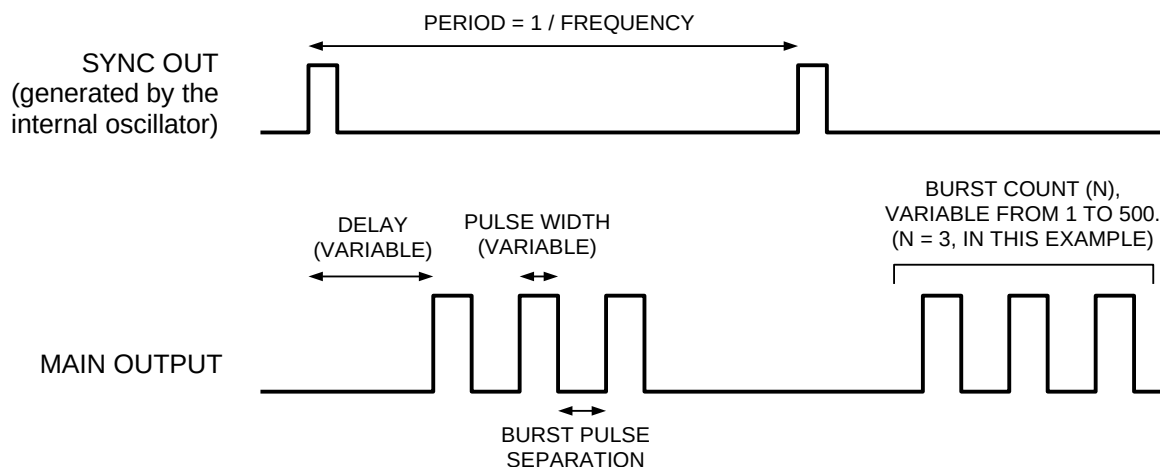 PERIOD = 1 / FREQUENCY
SYNC OUT
(generated by the
internal oscillator)
DELAY
(VARIABLE)
PULSE WIDTH
(VARIABLE)
BURST COUNT (N),
VARIABLE FROM 1 TO 500.
(N = 3, IN THIS EXAMPLE)
MAIN OUTPUT
BURST PULSE
SEPARATION